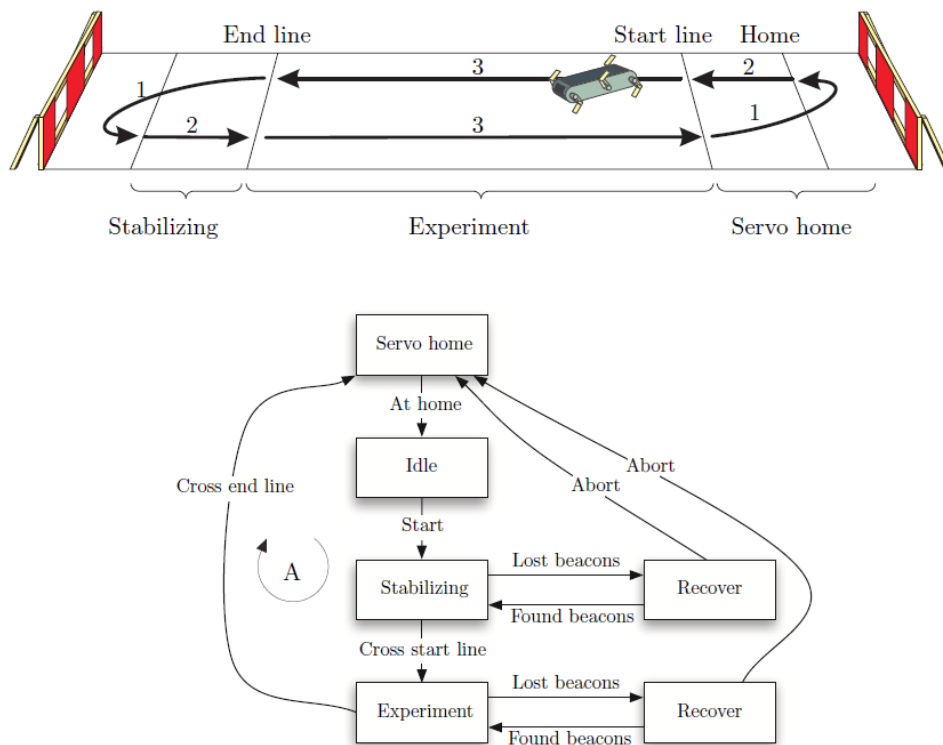 End line
Start line
Home
1
3
2
2
3
1
Stabilizing
Experiment
Servo home
Servo home
At home
Idle
Abort
Abort
Cross end line
Start
A
Lost beacons
Stabilizing
Recover
Found beacons
Cross start line
Lost beacons
Experiment
Recover
Found beacons